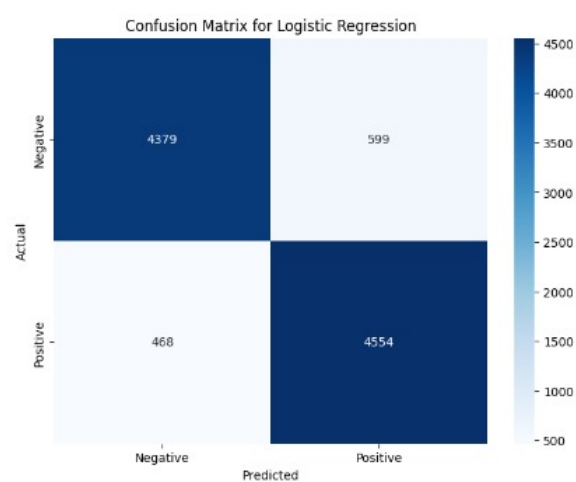 Confusion Matrix for Logistic Regression
Negative
4379
599
Actual
Positive
468
4554
Negative
Positive
Predicted
4500
4000
3500
3000
2500
2000
1500
1000
500